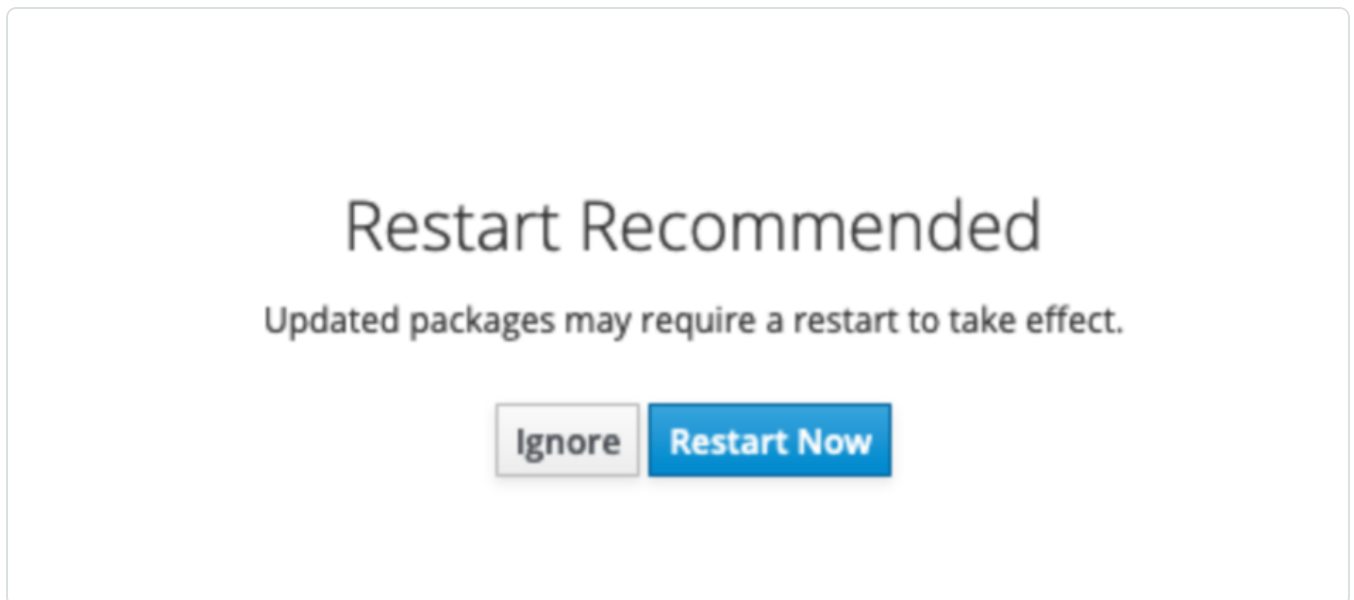 Restart Recommended
Updated packages may require a restart to take effect.
Ignore Restart Now